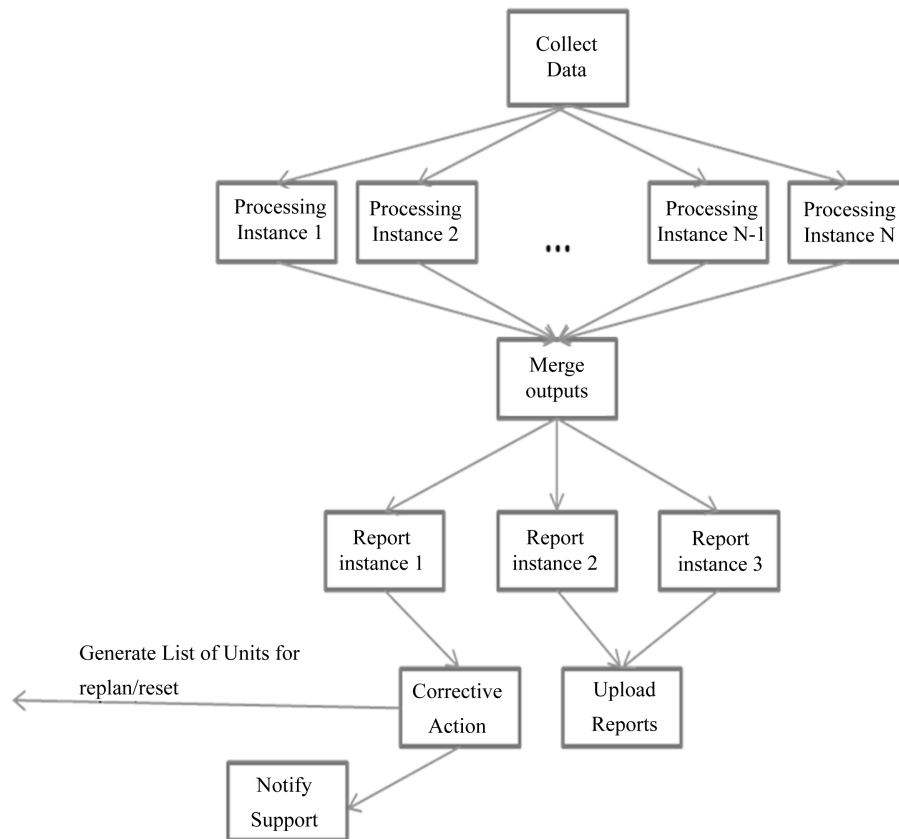 Collect
Data
Processing
Instance 1
Processing
Instance 2
...
Processing
Instance N-1
Processing
Instance N
Merge
outputs
Report
instance 1
Report
instance 2
Report
instance 3
Generate List of Units for
replan/reset
Corrective
Action
Upload
Reports
Notify
Support